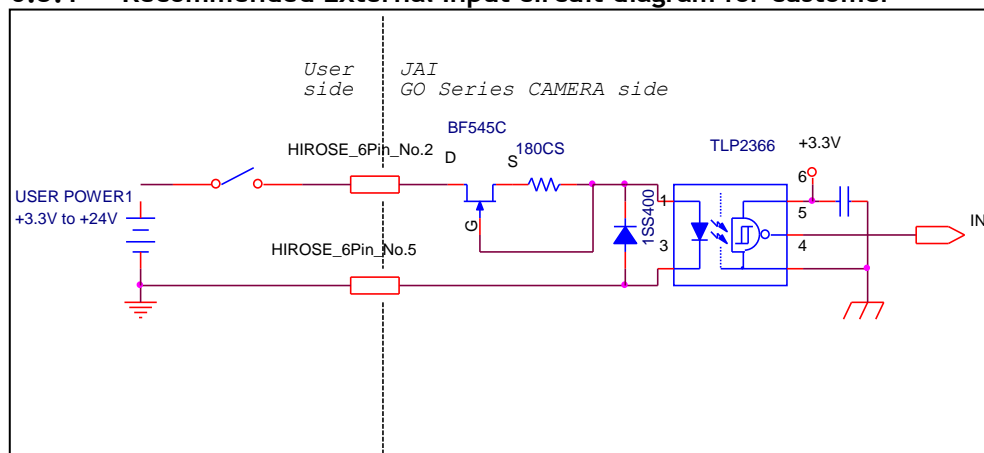 Recommended External Input circuit diagram for customer
User side
JAI
GO Series CAMERA side
BF545C
HIROSE_6Pin_No.2
D
S
180CS
TLP2366
+3.3V
USER POWER1
+3.3V to +24V
G
1SS400
1
3
6
5
4
IN
HIROSE_6Pin_No.5